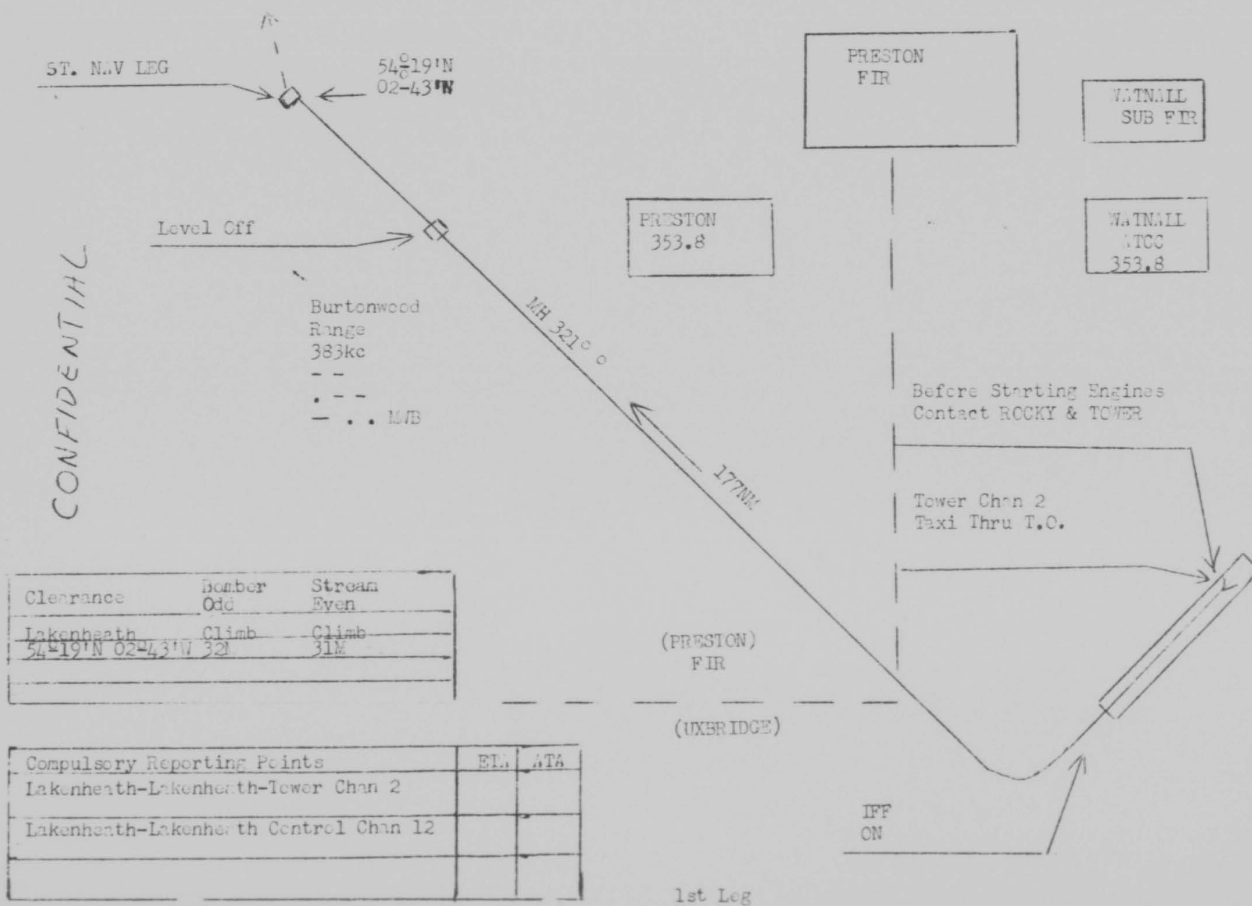 ST. NAV LEG
54°19'N
02-43'W
PRESTON
FIR
WATNALL
SUB FIR
Level Off
PRESTON
353.8
WATNALL
ATCC
353.8
CONFIDENTIAL
Burtonwood
Range
383kc
- -
. - -
- . . MWB
MH 321°
177NM
Before Starting Engines
Contact ROCKY & TOWER
Tower Chan 2
Taxi Thru T.O.
Clearance Bomber Stream
Odd Even
Lakenheath Climb Climb
54°19'N 02°43'W 32M 31M
(PRESTON)
FIR
(UXBRIDGE)
Compulsory Reporting Points ETA ATA
Lakenheath-Lakenheath-Tower Chan 2
Lakenheath-Lakenheath Control Chan 12
IFF
ON
1st Leg